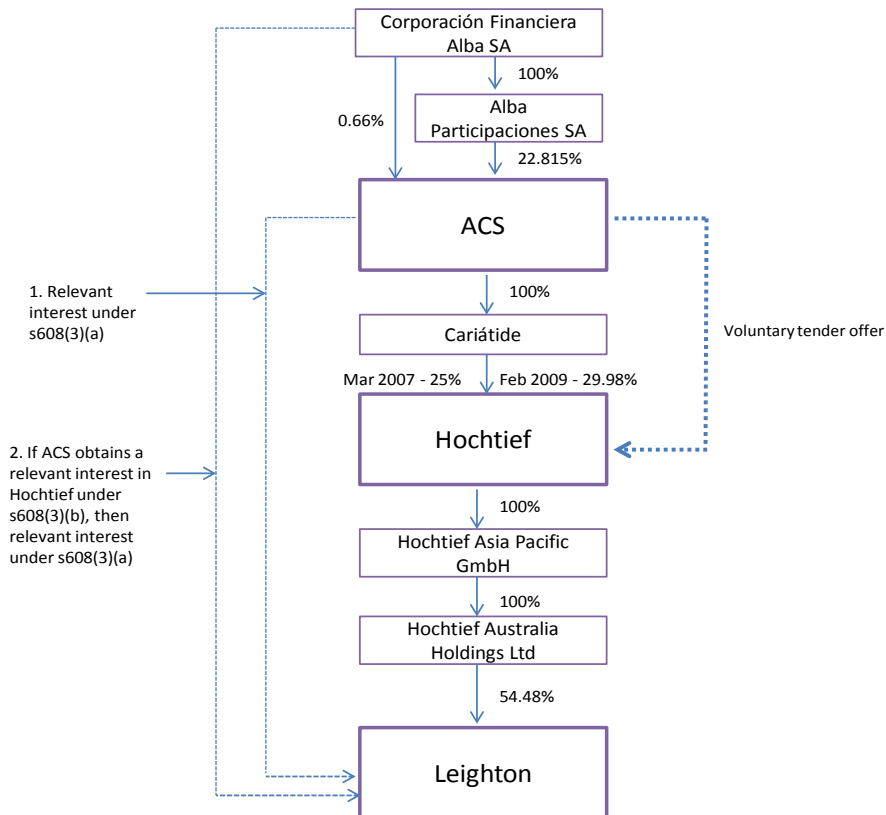 Corporación Financiera
Alba SA
100%
0.66%
Alba
Participaciones SA
22.815%
ACS
100%
1. Relevant
interest under
s608(3)(a)
Cariátide
Voluntary tender offer
Mar 2007 - 25%
Feb 2009 - 29.98%
Hochtief
2. If ACS obtains a
relevant interest in
Hochtief under
s608(3)(b), then
relevant interest
under s608(3)(a)
100%
Hochtief Asia Pacific
GmbH
100%
Hochtief Australia
Holdings Ltd
54.48%
Leighton